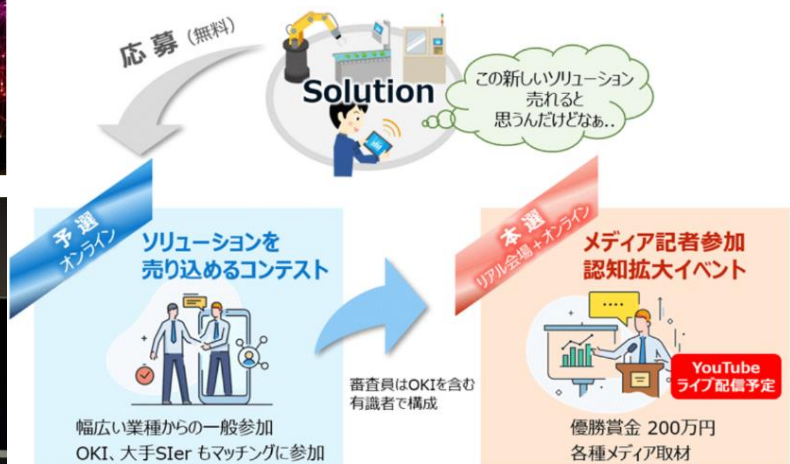 応募 (無料)
Solution
この新しいソリューション
売れると
思うんだけどなぁ..
予選
オンライン
ソリューションを
売り込めるコンテスト
幅広い業種からの一般参加
OKI、大手SIer もマッチングに参加
審査員はOKIを含む
有識者で構成
本選
リアル会場+オンライン
メディア記者参加
認知拡大イベント
YouTube
ライブ配信予定
優勝賞金 200万円
各種メディア取材